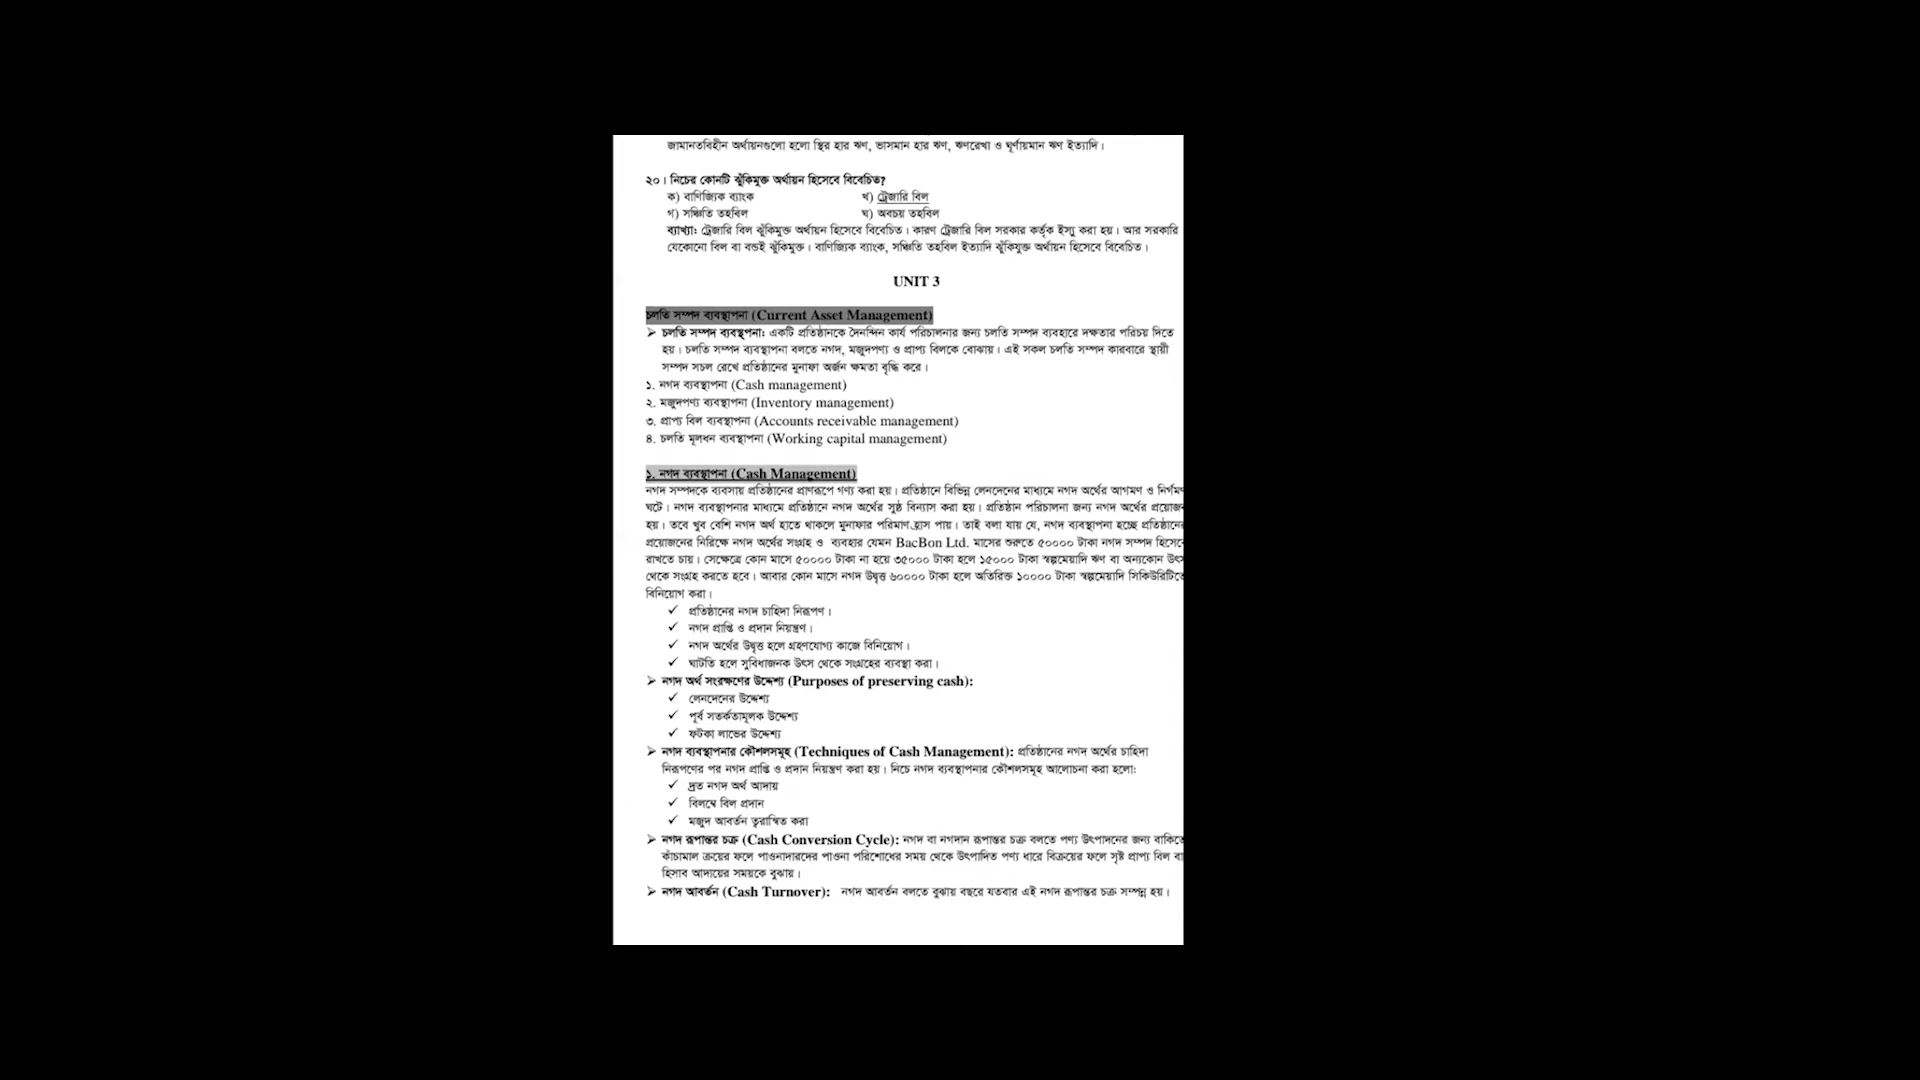 জামানতবিহীন অর্থায়নগুলো হলো স্থির হার ঋণ, ভাসমান হার ঋণ, ঋণরেখা ও ঘূর্ণায়মান ঋণ ইত্যাদি।
২০। নিচের কোনটি ঝুঁকিমুক্ত অর্থায়ন হিসেবে বিবেচিত?
ক) বাণিজ্যিক ব্যাংক খ) ট্রেজারি বিল
গ) সঞ্চিতি তহবিল ঘ) অবচয় তহবিল
ব্যাখ্যা: ট্রেজারি বিল ঝুঁকিমুক্ত অর্থায়ন হিসেবে বিবেচিত। কারণ ট্রেজারি বিল সরকার কর্তৃক ইস্যু করা হয়। আর সরকারি
যেকোনো বিল বা বন্ডই ঝুঁকিমুক্ত। বাণিজ্যিক ব্যাংক, সঞ্চিতি তহবিল ইত্যাদি ঝুঁকিযুক্ত অর্থায়ন হিসেবে বিবেচিত।
UNIT 3
চলতি সম্পদ ব্যবস্থাপনা (Current Asset Management)
➢ চলতি সম্পদ ব্যবস্থপনা: একটি প্রতিষ্ঠানকে দৈনন্দিন কার্য পরিচালনার জন্য চলতি সম্পদ ব্যবহারে দক্ষতার পরিচয় দিতে
হয়। চলতি সম্পদ ব্যবস্থাপনা বলতে নগদ, মজুদপণ্য ও প্রাপ্য বিলকে বোঝায়। এই সকল চলতি সম্পদ কারবারে স্থায়ী
সম্পদ সচল রেখে প্রতিষ্ঠানের মুনাফা অর্জন ক্ষমতা বৃদ্ধি করে।
১. নগদ ব্যবস্থাপনা (Cash management)
২. মজুদপণ্য ব্যবস্থাপনা (Inventory management)
৩. প্রাপ্য বিল ব্যবস্থাপনা (Accounts receivable management)
৪. চলতি মূলধন ব্যবস্থাপনা (Working capital management)
১. নগদ ব্যবস্থাপনা (Cash Management)
নগদ সম্পদকে ব্যবসায় প্রতিষ্ঠানের প্রাণরূপে গণ্য করা হয়। প্রতিষ্ঠানে বিভিন্ন লেনদেনের মাধ্যমে নগদ অর্থের আগমণ ও নির্গমণ
ঘটে। নগদ ব্যবস্থাপনার মাধ্যমে প্রতিষ্ঠানে নগদ অর্থের সুষ্ঠ বিন্যাস করা হয়। প্রতিষ্ঠান পরিচালনা জন্য নগদ অর্থের প্রয়োজন
হয়। তবে খুব বেশি নগদ অর্থ হাতে থাকলে মুনাফার পরিমাণ হ্রাস পায়। তাই বলা যায় যে, নগদ ব্যবস্থাপনা হচ্ছে প্রতিষ্ঠানের
প্রয়োজনের নিরিক্ষে নগদ অর্থের সংগ্রহ ও ব্যবহার যেমন BacBon Ltd. মাসের শুরুতে ৫০০০০ টাকা নগদ সম্পদ হিসেবে
রাখতে চায়। সেক্ষেত্রে কোন মাসে ৫০০০০ টাকা না হয়ে ৩৫০০০ টাকা হলে ১৫০০০ টাকা স্বল্পমেয়াদি ঋণ বা অন্যকোন উৎস
থেকে সংগ্রহ করতে হবে। আবার কোন মাসে নগদ উদ্বৃত্ত ৬০০০০ টাকা হলে অতিরিক্ত ১০০০০ টাকা স্বল্পমেয়াদি সিকিউরিটিতে
বিনিয়োগ করা।
✓ প্রতিষ্ঠানের নগদ চাহিদা নিরূপণ।
✓ নগদ প্রাপ্তি ও প্রদান নিয়ন্ত্রণ।
✓ নগদ অর্থের উদ্বৃত্ত হলে গ্রহণযোগ্য কাজে বিনিয়োগ।
✓ ঘাটতি হলে সুবিধাজনক উৎস থেকে সংগ্রহের ব্যবস্থা করা।
➢ নগদ অর্থ সংরক্ষণের উদ্দেশ্য (Purposes of preserving cash):
✓ লেনদেনের উদ্দেশ্য
✓ পূর্ব সতর্কতামূলক উদ্দেশ্য
✓ ফটকা লাভের উদ্দেশ্য
➢ নগদ ব্যবস্থাপনার কৌশলসমূহ (Techniques of Cash Management): প্রতিষ্ঠানের নগদ অর্থের চাহিদা
নিরূপণের পর নগদ প্রাপ্তি ও প্রদান নিয়ন্ত্রণ করা হয়। নিচে নগদ ব্যবস্থাপনার কৌশলসমূহ আলোচনা করা হলো:
✓ দ্রুত নগদ অর্থ আদায়
✓ বিলম্বে বিল প্রদান
✓ মজুদ আবর্তন ত্বরান্বিত করা
➢ নগদ রূপান্তর চক্র (Cash Conversion Cycle): নগদ বা নগদান রূপান্তর চক্র বলতে পণ্য উৎপাদনের জন্য বাকিতে
কাঁচামাল ক্রয়ের ফলে পাওনাদারদের পাওনা পরিশোধের সময় থেকে উৎপাদিত পণ্য ধারে বিক্রয়ের ফলে সৃষ্ট প্রাপ্য বিল বা
হিসাব আদায়ের সময়কে বুঝায়।
➢ নগদ আবর্তন (Cash Turnover): নগদ আবর্তন বলতে বুঝায় বছরে যতবার এই নগদ রূপান্তর চক্র সম্পন্ন হয়।